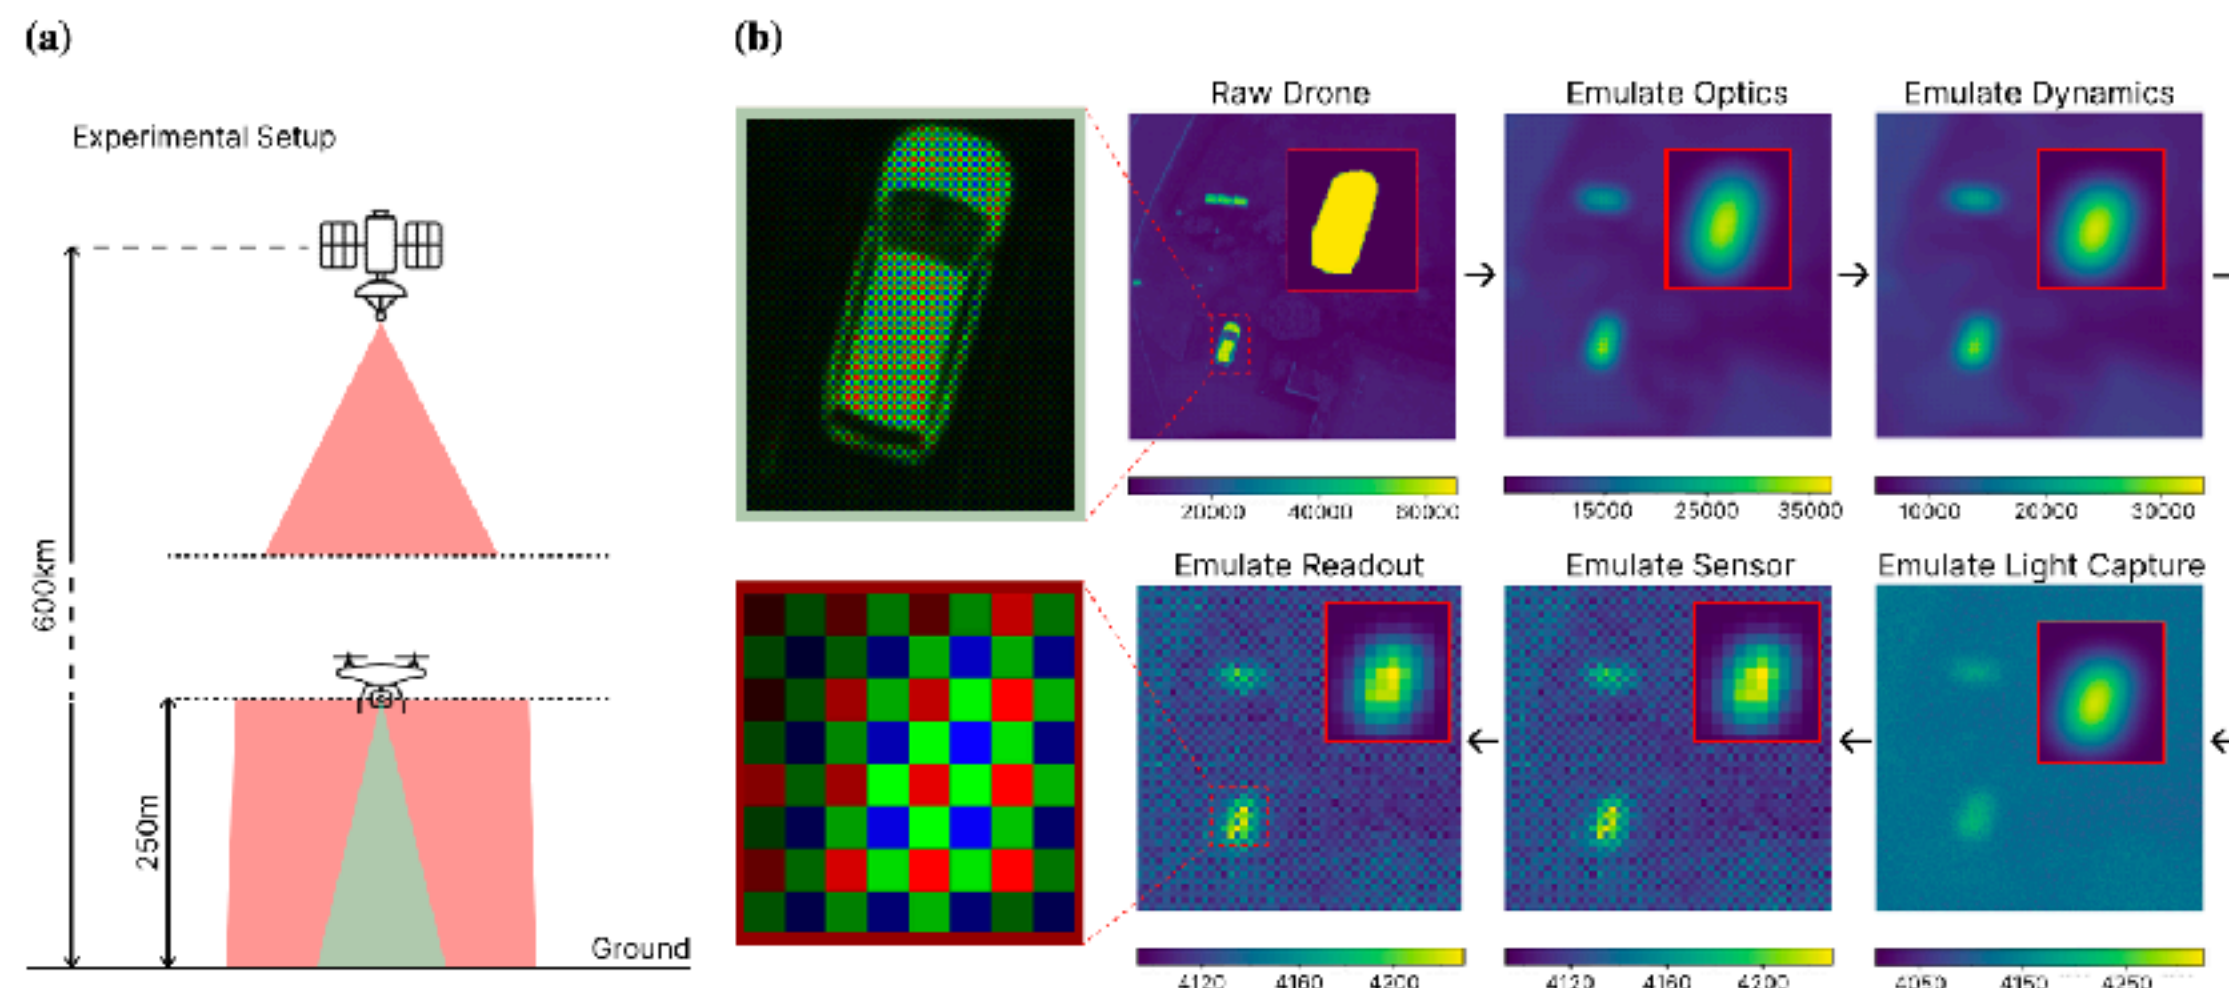 (a)
Experimental Setup
600km
250m
Ground
(b)
Raw Drone
Emulate Optics
Emulate Dynamics
20000 40000 60000
15000 25000 35000
10000 20000 30000
Emulate Readout
Emulate Sensor
Emulate Light Capture
4120 4160 4200
4120 4160 4200
4050 4150 4250